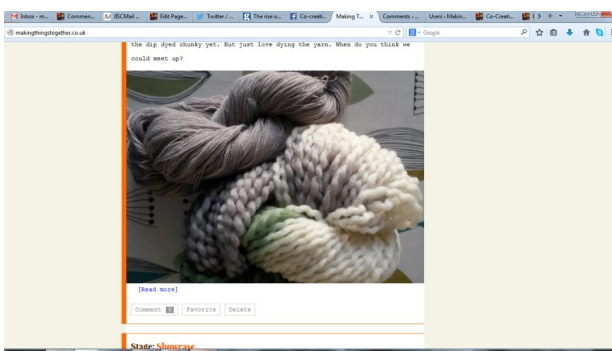 Inbox - m...
Commen...
JISCMail ...
Edit Page...
Twitter / ...
The rise o...
Co-creati...
Making T...
Comments ‹ ...
Users ‹ Makin...
Co-Creati...
makingthingstogether.co.uk
Google
the dip dyed chunky yet. But just love dying the yarn. When do you think we
could meet up?
[Read more]
Comment
Favorite
Delete
Stage: Showcase